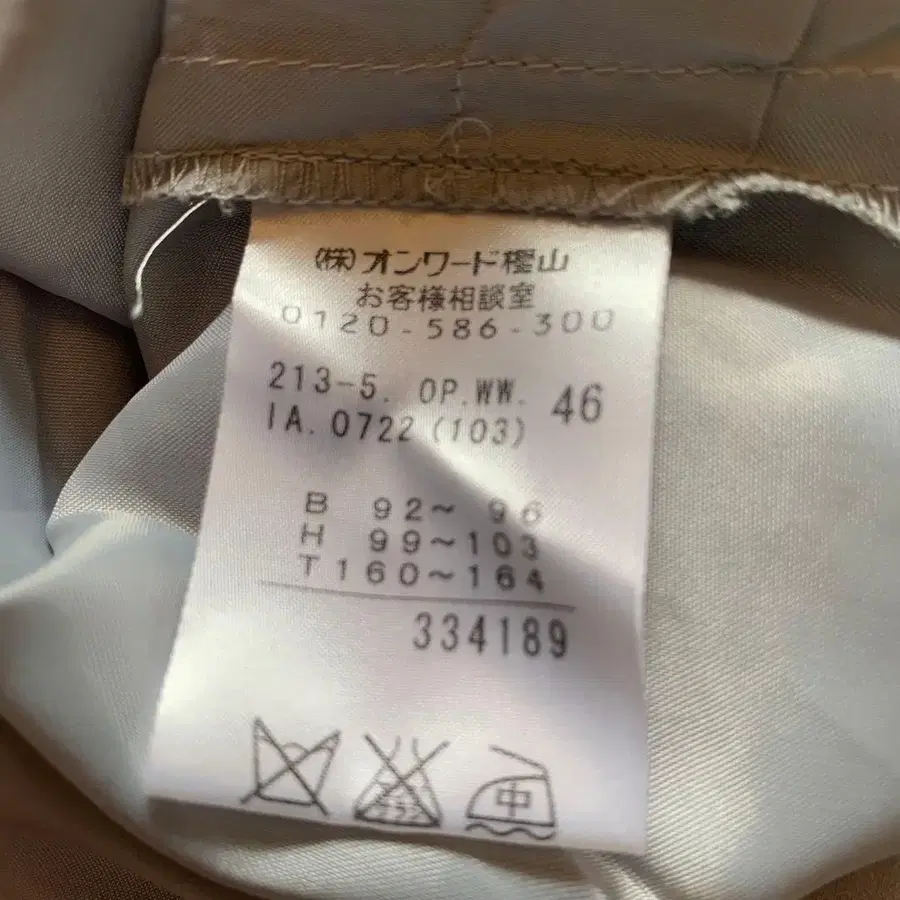 (株)オンワード樫山
お客様相談室
0120-586-300
213-5. OP.WW. 46
IA.0722(103)
B 92~ 96
H 99~103
T160~164
334189
中